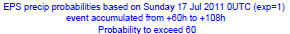 EPS precip probabilities based on Sunday 17 Jul 2011 0UTC (exp=1)
event accumulated from +60h to +108h
Probability to exceed 60